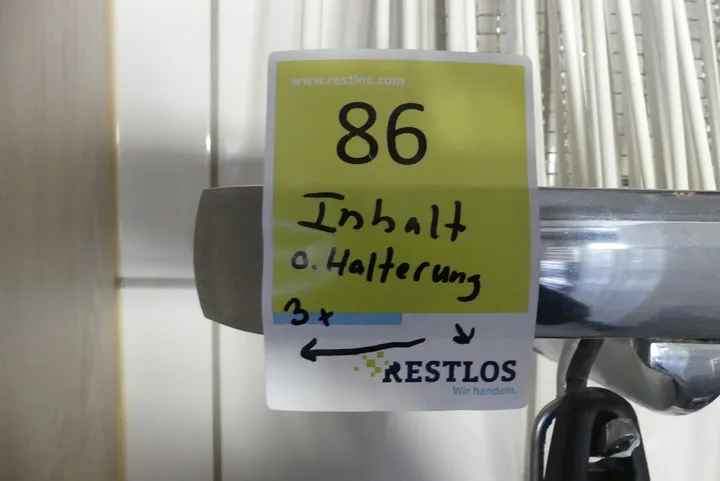 www.restlos.com
86
Inhalt
o. Halterung
3x
RESTLOS
Wir handeln.